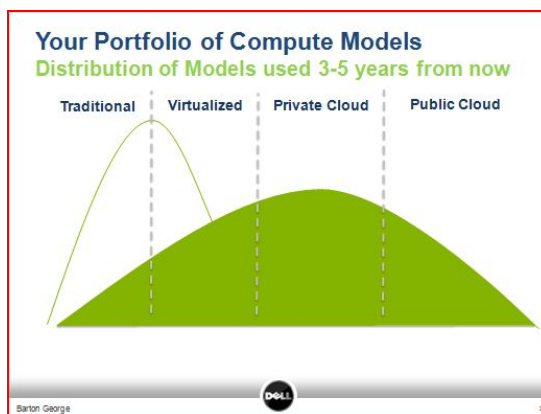 Your Portfolio of Compute Models
Distribution of Models used 3-5 years from now
Traditional Virtualized Private Cloud Public Cloud
DELL
Barton George